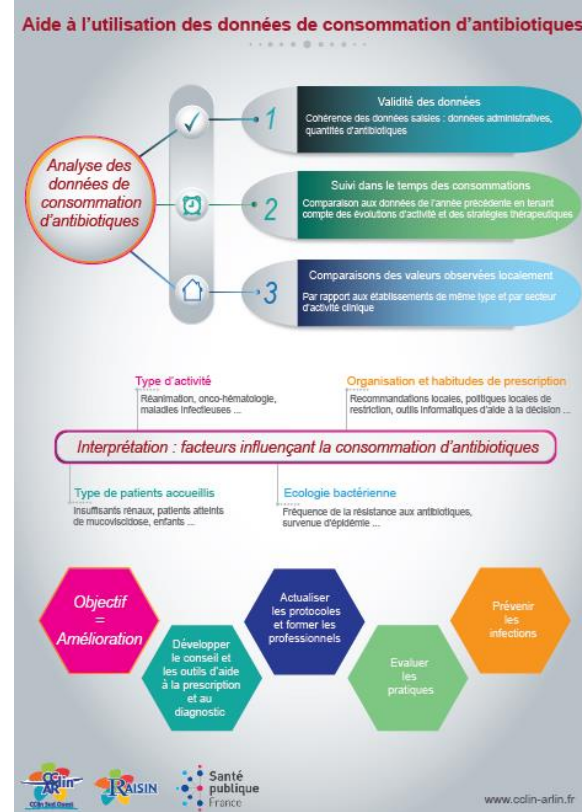 Aide à l'utilisation des données de consommation d'antibiotiques
Analyse des
données de
consommation
d'antibiotiques
1
Validité des données
Cohérence des données saisies : données administratives,
quantités d'antibiotiques
2
Suivi dans le temps des consommations
Comparaison aux données de l'année précédente en tenant
compte des évolutions d'activité et des stratégies thérapeutiques
3
Comparaisons des valeurs observées localement
Par rapport aux établissements de même type et par secteur
d'activité clinique
Type d'activité
Réanimation, onco-hématologie,
maladies infectieuses ...
Organisation et habitudes de prescription
Recommandations locales, politiques locales de
restriction, outils informatiques d'aide à la décision ...
Interprétation : facteurs influençant la consommation d'antibiotiques
Type de patients accueillis
Insuffisants rénaux, patients atteints
de mucoviscidose, enfants ...
Ecologie bactérienne
Fréquence de la résistance aux antibiotiques,
survenue d'épidémie ...
Objectif
=
Amélioration
Développer
le conseil et
les outils d'aide
à la prescription
et au
diagnostic
Actualiser
les protocoles
et former les
professionnels
Evaluer
les
pratiques
Prévenir
les
infections
CClin
AR
CClin Sud Ouest
RAISIN
Santé
publique
France
www.cclin-arlin.fr